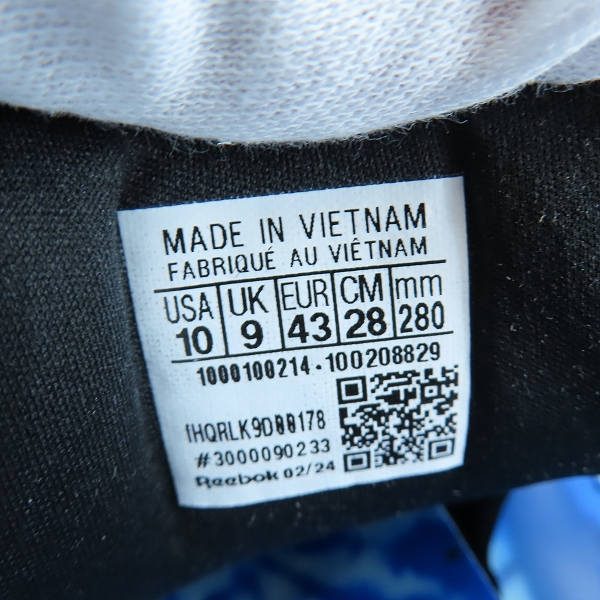 MADE IN VIETNAM
FABRIQUÉ AU VIÊTNAM
USA UK EUR CM mm
10 9 43 28 280
1000100214-100208829
IHQRLK9D00178
#3000090233
Reebok 02/24